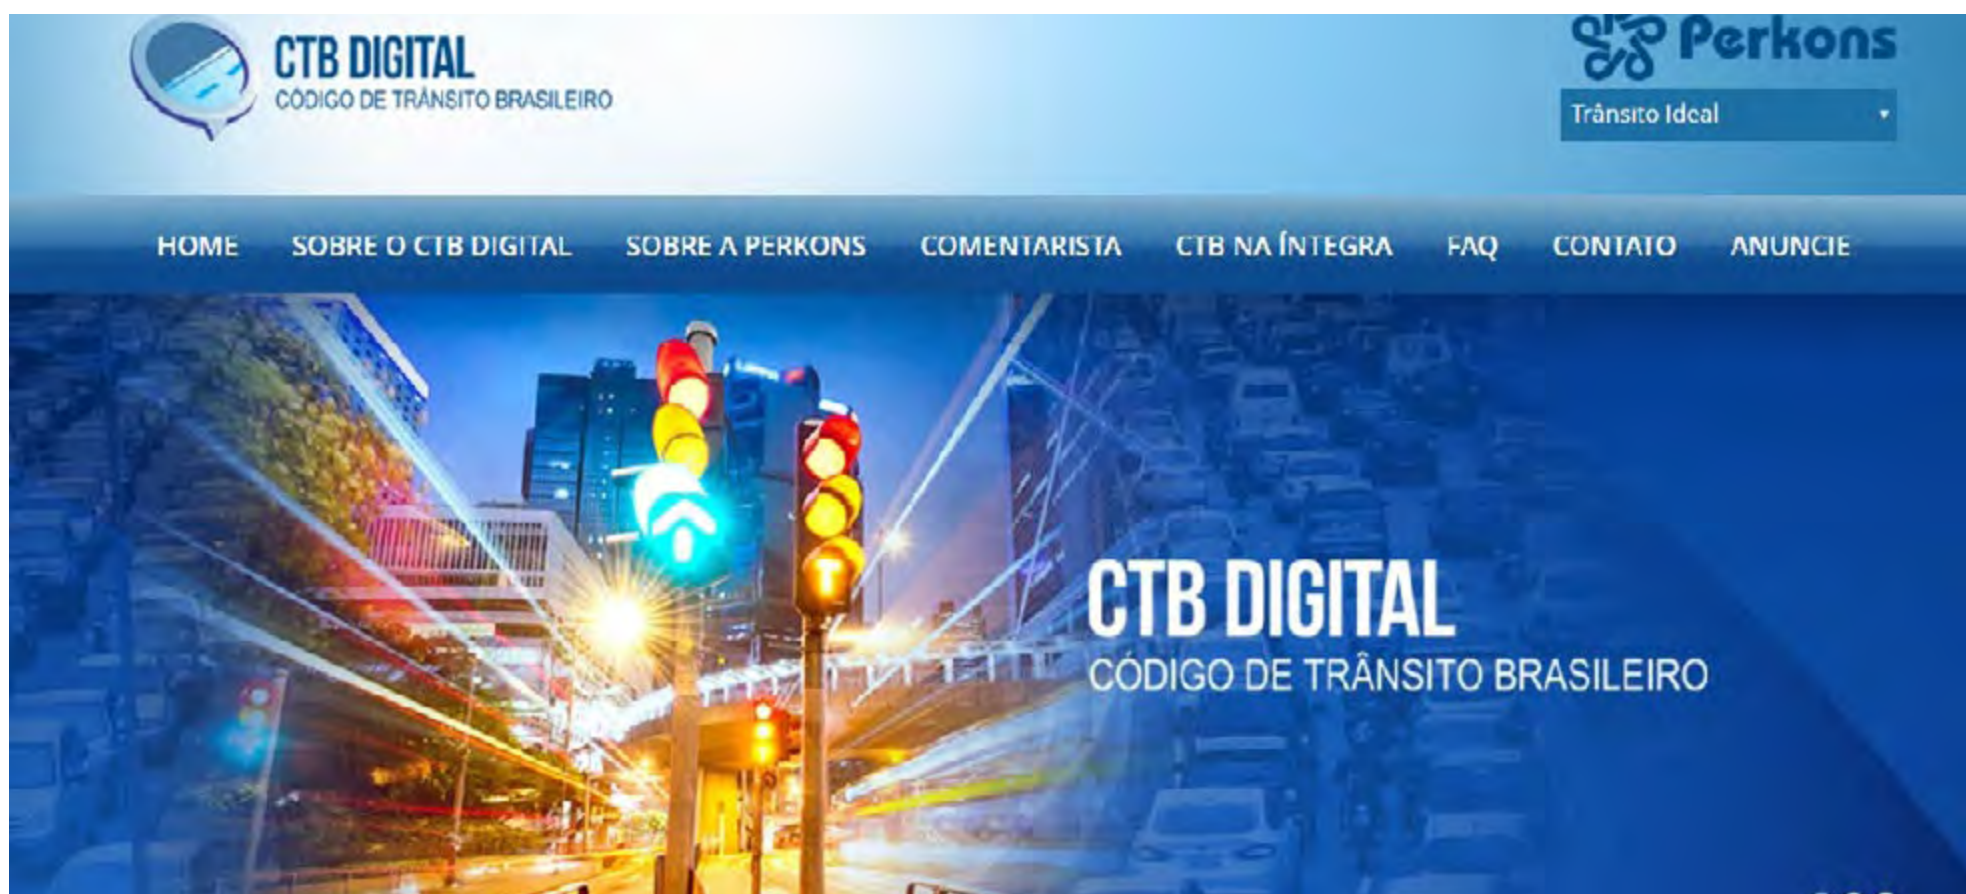 CTB DIGITAL
CÓDIGO DE TRÂNSITO BRASILEIRO
Perkons
Trânsito Ideal
HOME SOBRE O CTB DIGITAL SOBRE A PERKONS COMENTARISTA CTB NA ÍNTEGRA FAQ CONTATO ANUNCIE
CTB DIGITAL
CÓDIGO DE TRÂNSITO BRASILEIRO